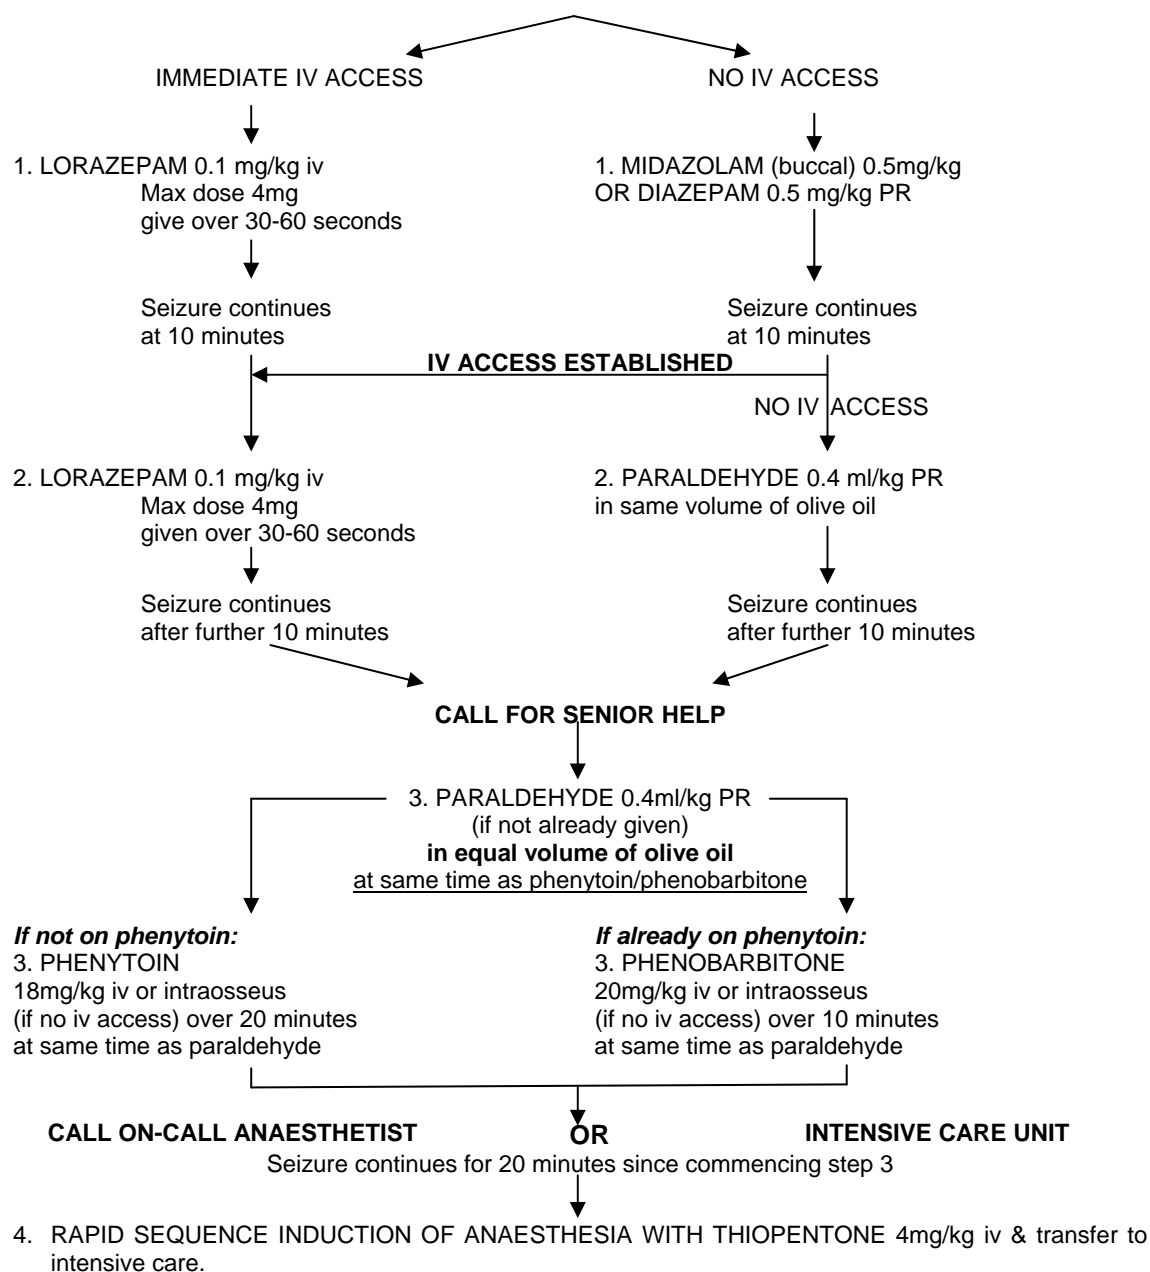 IMMEDIATE IV ACCESS
NO IV ACCESS
1. LORAZEPAM 0.1 mg/kg iv
Max dose 4mg
give over 30-60 seconds
1. MIDAZOLAM (buccal) 0.5mg/kg
OR DIAZEPAM 0.5 mg/kg PR
Seizure continues
at 10 minutes
Seizure continues
at 10 minutes
IV ACCESS ESTABLISHED
NO IV ACCESS
2. LORAZEPAM 0.1 mg/kg iv
Max dose 4mg
given over 30-60 seconds
2. PARALDEHYDE 0.4 ml/kg PR
in same volume of olive oil
Seizure continues
after further 10 minutes
Seizure continues
after further 10 minutes
CALL FOR SENIOR HELP
3. PARALDEHYDE 0.4ml/kg PR
(if not already given)
in equal volume of olive oil
at same time as phenytoin/phenobarbitone
If not on phenytoin:
3. PHENYTOIN
18mg/kg iv or intraosseus
(if no iv access) over 20 minutes
at same time as paraldehyde
If already on phenytoin:
3. PHENOBARBITONE
20mg/kg iv or intraosseus
(if no iv access) over 10 minutes
at same time as paraldehyde
CALL ON-CALL ANAESTHETIST OR INTENSIVE CARE UNIT
Seizure continues for 20 minutes since commencing step 3
4. RAPID SEQUENCE INDUCTION OF ANAESTHESIA WITH THIOPENTONE 4mg/kg iv & transfer to
intensive care.